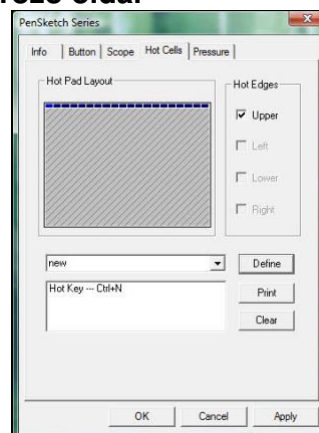 PenSketch Series
Info Button Scope Hot Cells Pressure
Hot Pad Layout
Hot Edges
Upper
Left
Lower
Right
new
Define
Hot Key --- Ctrl+N
Print
Clear
OK Cancel Apply